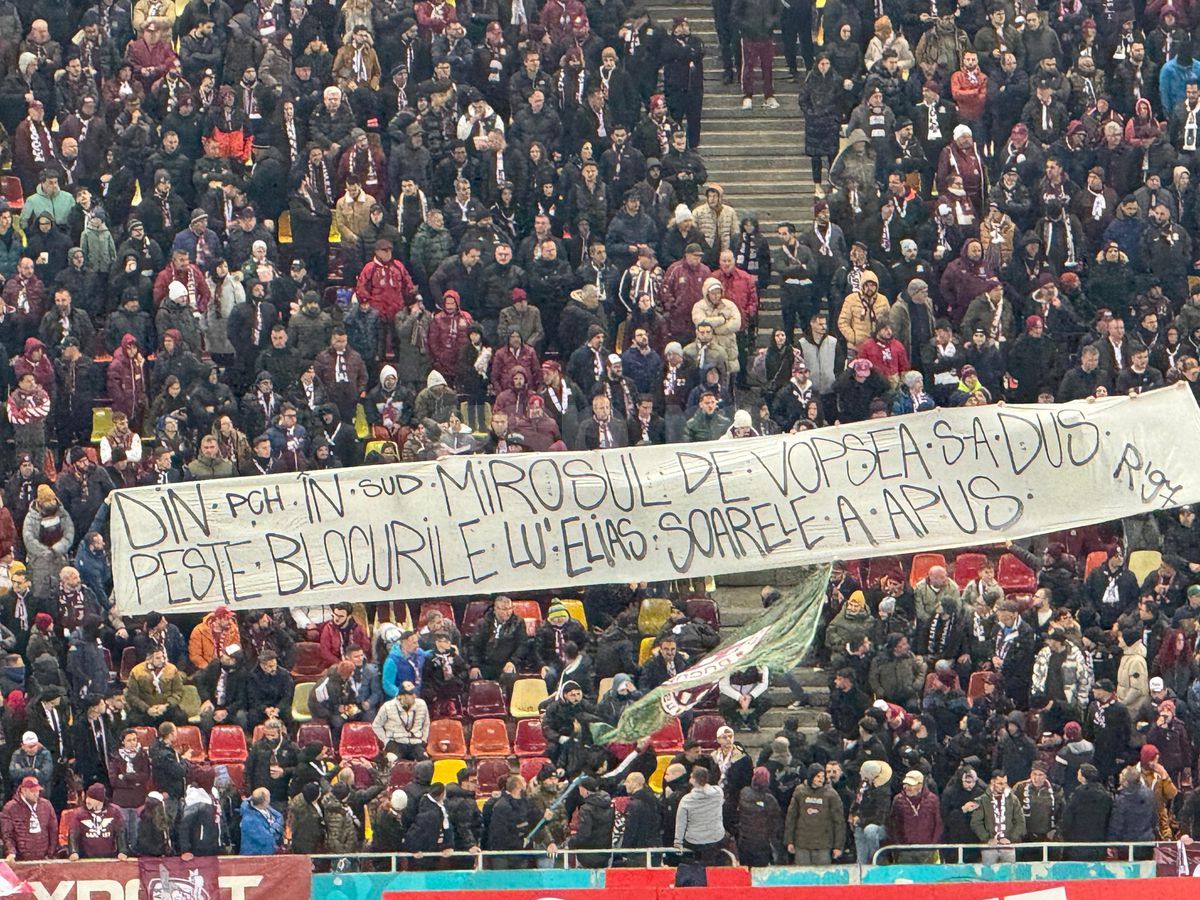 DIN · PCH · ÎN · SUD · MIROSUL · DE · VOPSEA · S-A · DUS ·
PESTE · BLOCURILE · LU' · ELIAS · SOARELE · A · APUS ·
R'97